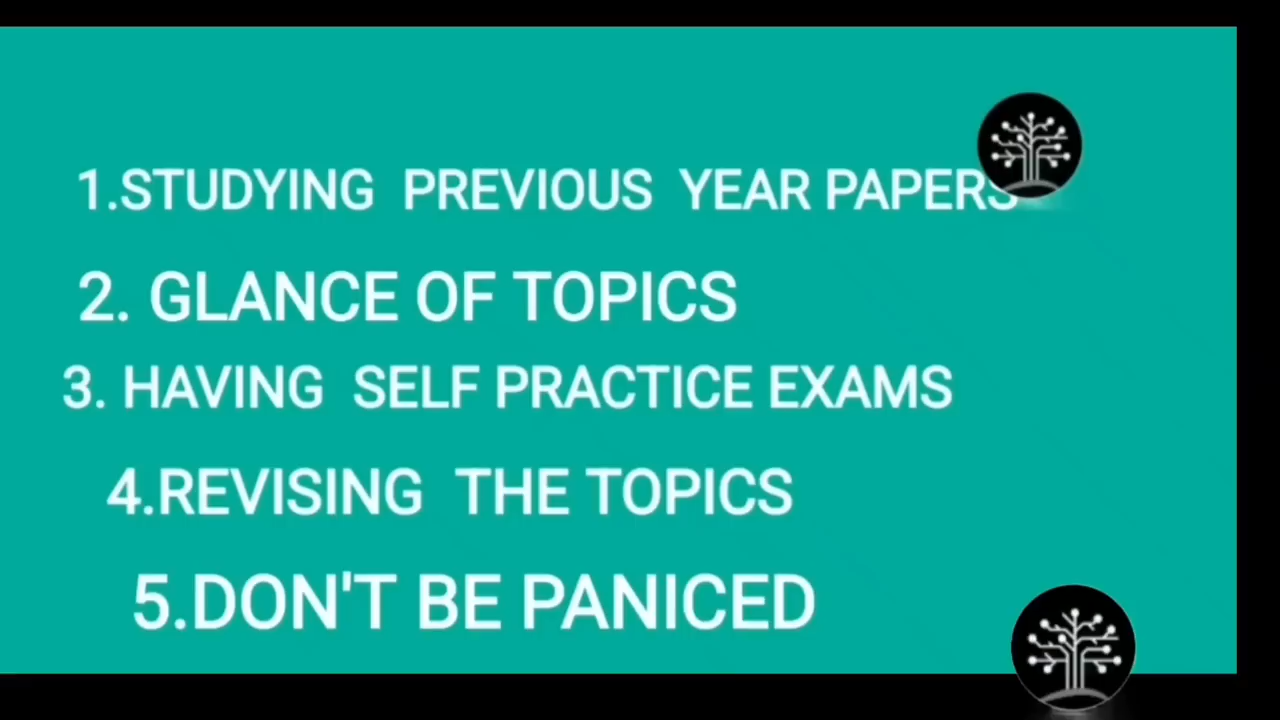 1.STUDYING PREVIOUS YEAR PAPERS
2. GLANCE OF TOPICS
3. HAVING SELF PRACTICE EXAMS
4.REVISING THE TOPICS
5.DON'T BE PANICED